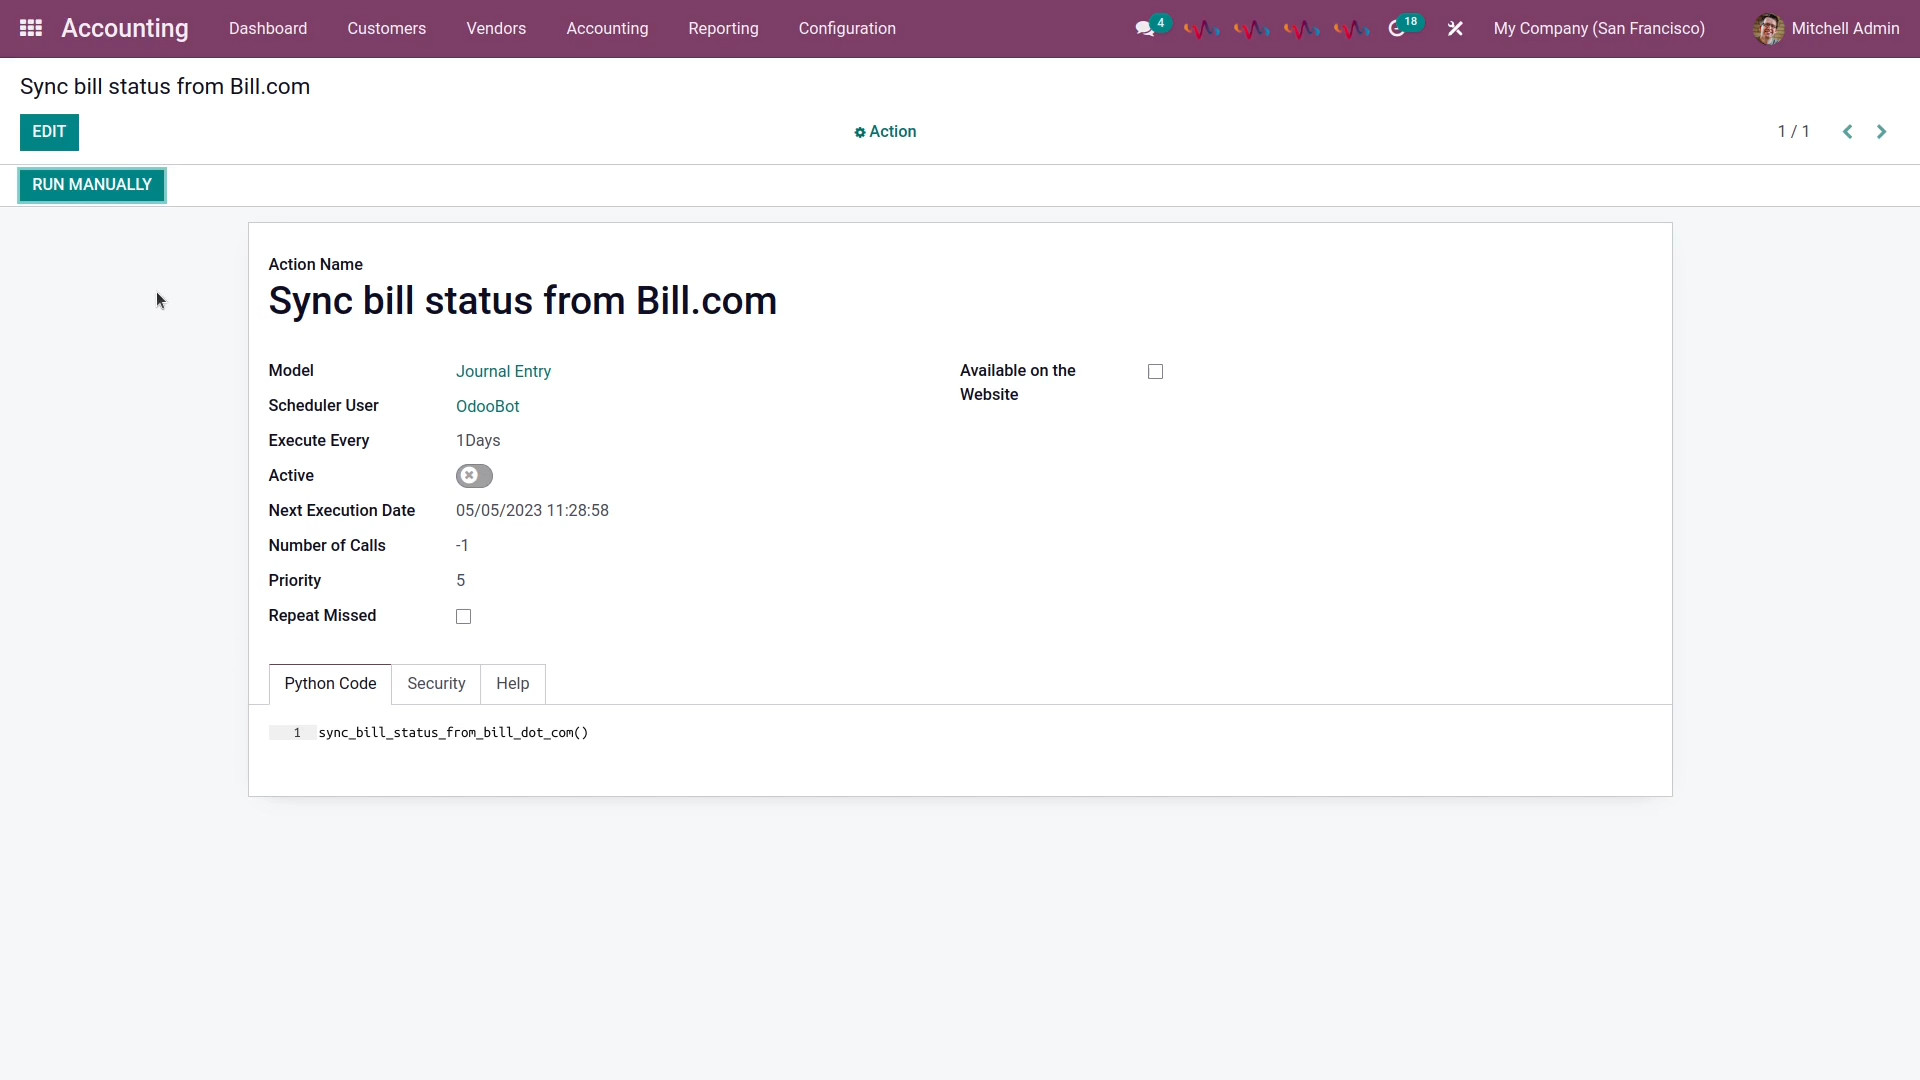 Accounting Dashboard Customers Vendors Accounting Reporting Configuration 4 18 My Company (San Francisco) Mitchell Admin
Sync bill status from Bill.com
EDIT Action 1 / 1
RUN MANUALLY
Action Name
Sync bill status from Bill.com
Model Journal Entry Available on the
Website
Scheduler User OdooBot
Execute Every 1Days
Active
Next Execution Date 05/05/2023 11:28:58
Number of Calls -1
Priority 5
Repeat Missed
Python Code Security Help
1 sync_bill_status_from_bill_dot_com()